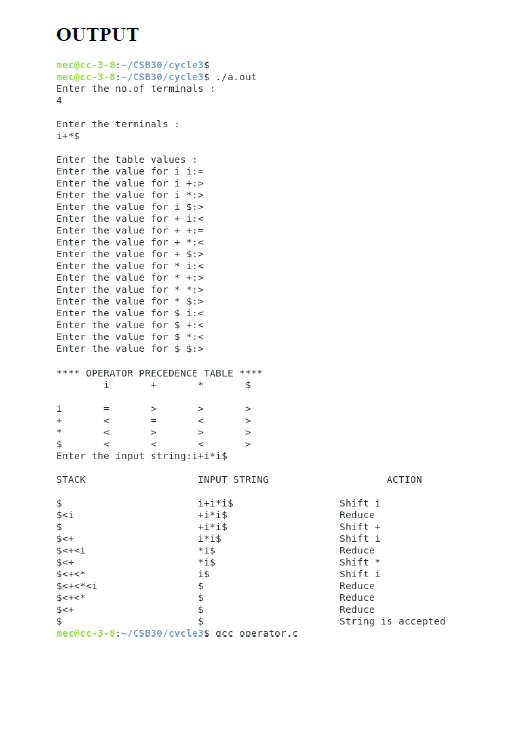 OUTPUT
mec@cc-3-8:~/CSB30/cycle3$
mec@cc-3-8:~/CSB30/cycle3$ ./a.out
Enter the no.of terminals :
4
Enter the terminals :
i+*$
Enter the table values :
Enter the value for i i:=
Enter the value for i +:>
Enter the value for i *:>
Enter the value for i $:>
Enter the value for + i:<
Enter the value for + +:=
Enter the value for + *:<
Enter the value for + $:>
Enter the value for * i:<
Enter the value for * +:>
Enter the value for * *:>
Enter the value for * $:>
Enter the value for $ i:<
Enter the value for $ +:<
Enter the value for $ *:<
Enter the value for $ $:>
**** OPERATOR PRECEDENCE TABLE ****
i + * $
i = > > >
+ < = < >
* < > > >
$ < < < >
Enter the input string:i+i*i$
STACK INPUT STRING ACTION
$ i+i*i$ Shift i
$<i +i*i$ Reduce
$ +i*i$ Shift +
$<+ i*i$ Shift i
$<+<i *i$ Reduce
$<+ *i$ Shift *
$<+<* i$ Shift i
$<+<*<i $ Reduce
$<+<* $ Reduce
$<+ $ Reduce
$ $ String is accepted
mec@cc-3-8:~/CSB30/cycle3$ gcc operator.c